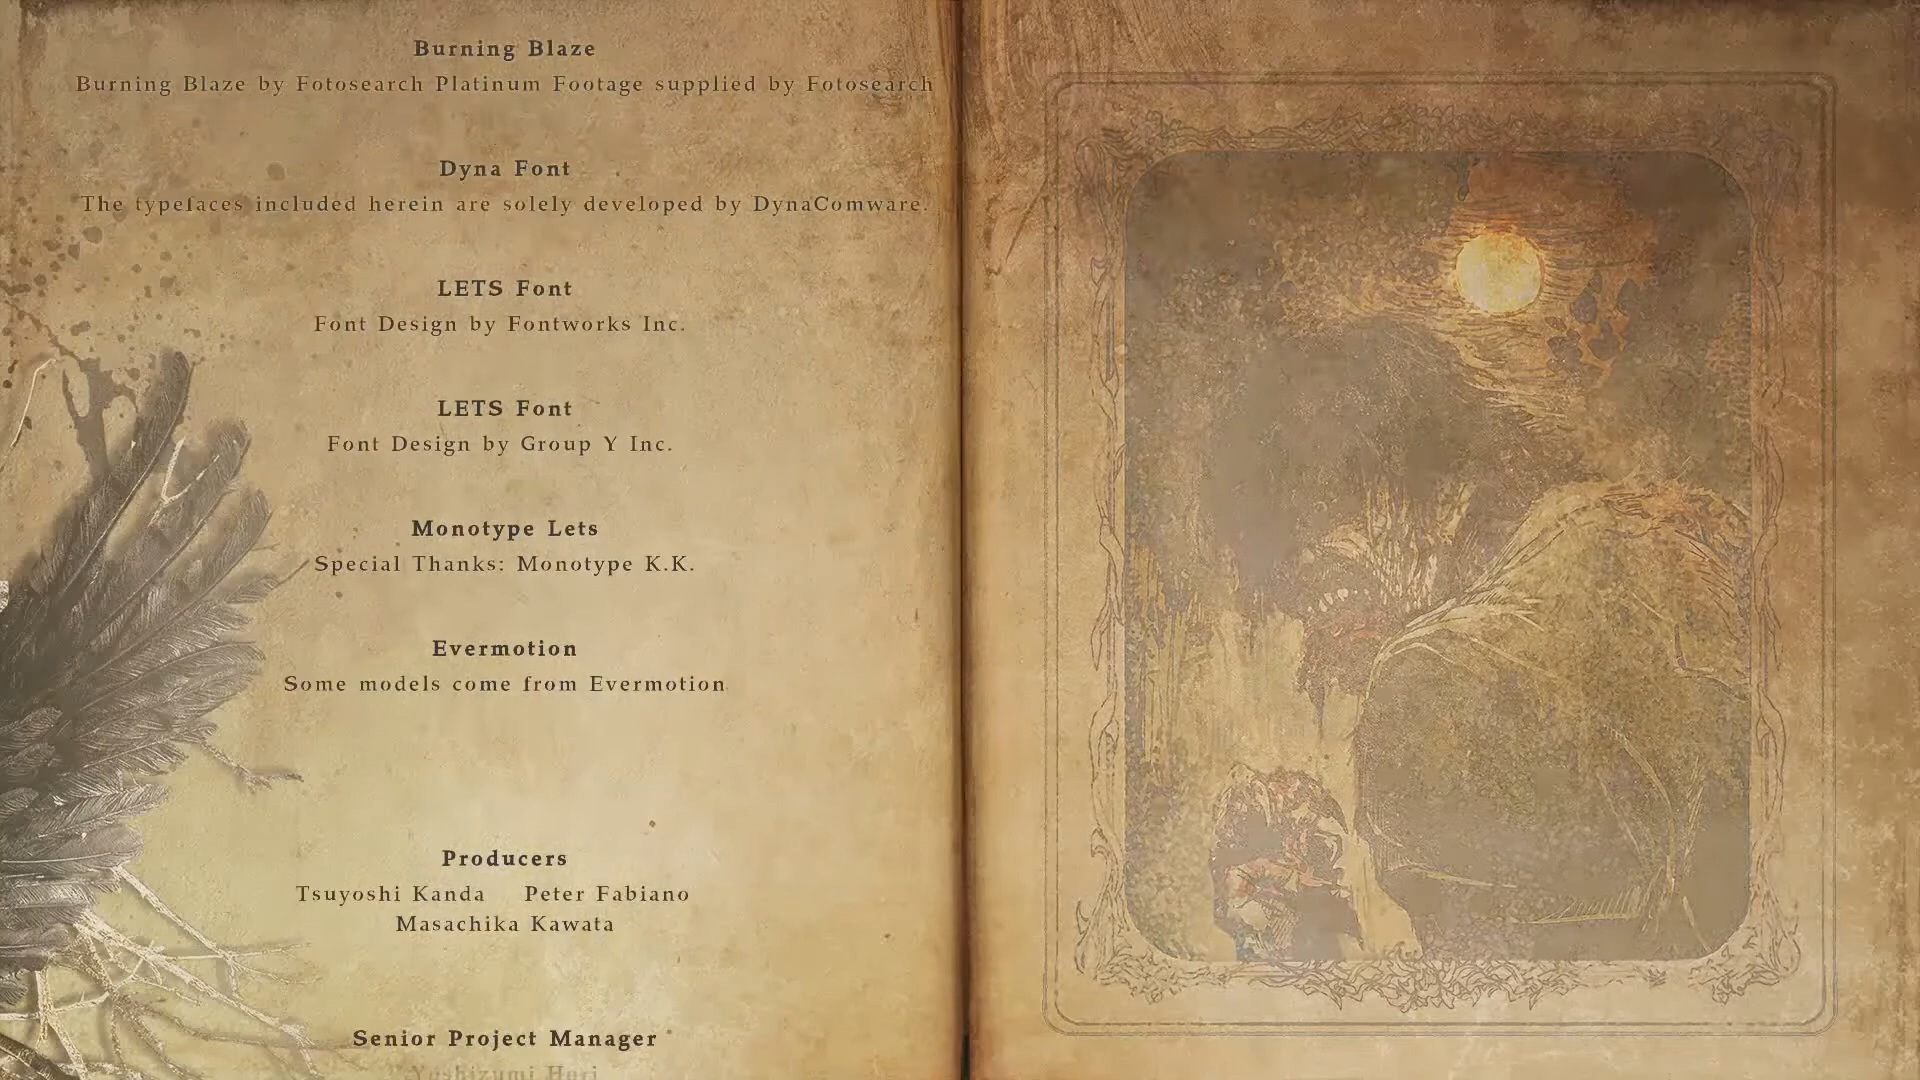 Burning Blaze
Burning Blaze by Fotosearch Platinum Footage supplied by Fotosearch
Dyna Font
The typefaces included herein are solely developed by DynaComware.
LETS Font
Font Design by Fontworks Inc.
LETS Font
Font Design by Group Y Inc.
Monotype Lets
Special Thanks: Monotype K.K.
Evermotion
Some models come from Evermotion
Producers
Tsuyoshi Kanda Peter Fabiano
Masachika Kawata
Senior Project Manager
Yoshizumi Hori